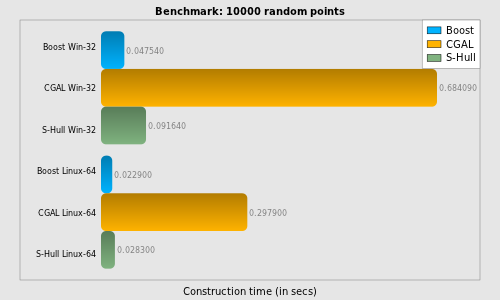 Benchmark: 10000 random points
Boost
CGAL
S-Hull
Boost Win-32
0.047540
CGAL Win-32
0.684090
S-Hull Win-32
0.091640
Boost Linux-64
0.022900
CGAL Linux-64
0.297900
S-Hull Linux-64
0.028300
Construction time (in secs)